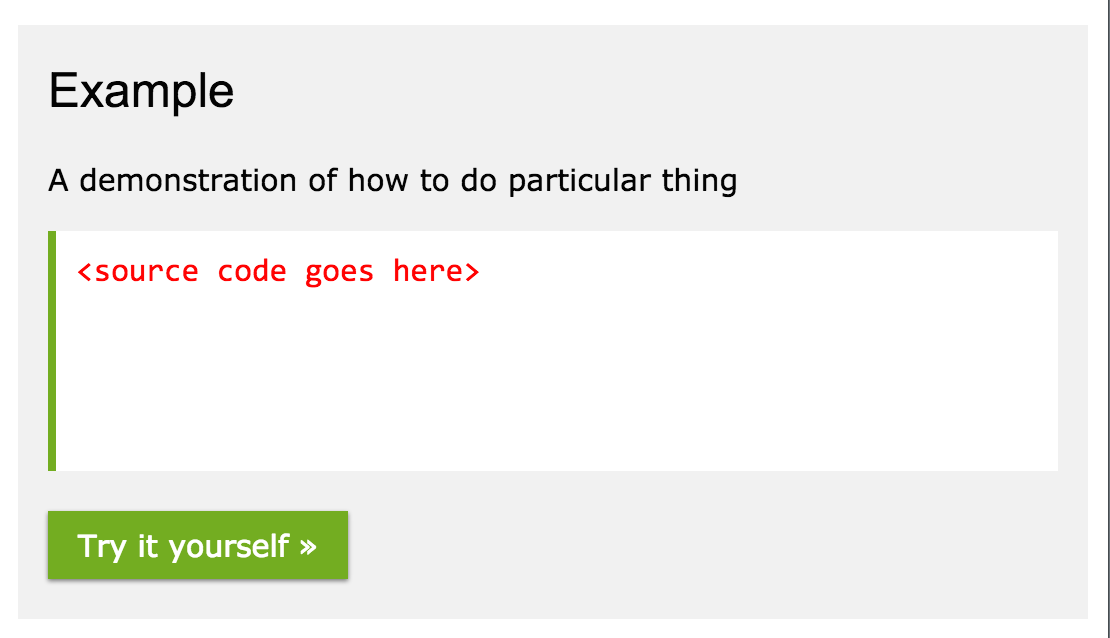 Example
A demonstration of how to do particular thing
<source code goes here>
Try it yourself »